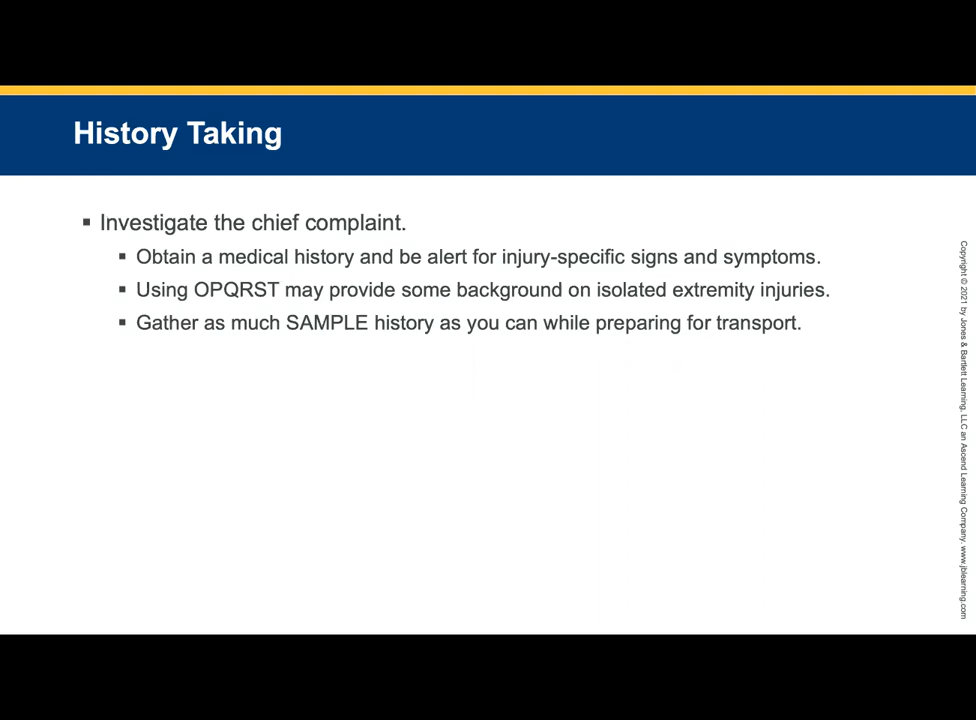 History Taking
▪ Investigate the chief complaint.
▪ Obtain a medical history and be alert for injury-specific signs and symptoms.
▪ Using OPQRST may provide some background on isolated extremity injuries.
▪ Gather as much SAMPLE history as you can while preparing for transport.
Copyright © 2021 by Jones & Bartlett Learning, LLC an Ascend Learning Company. www.jblearning.com